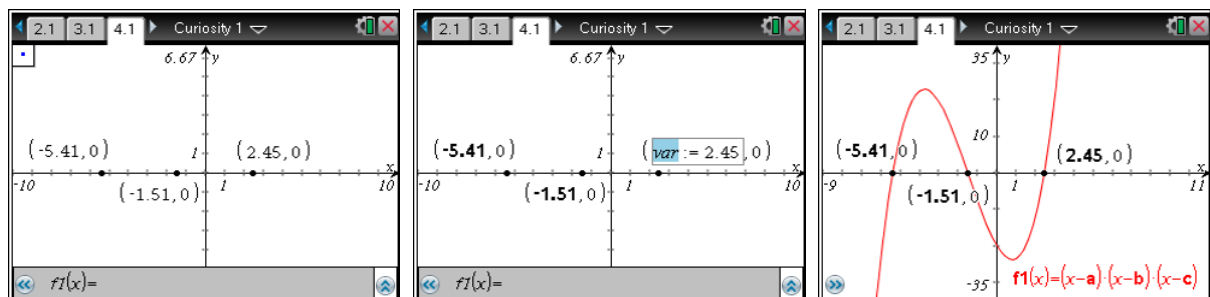 2.1 3.1 4.1 Curiosity 1
6.67 y
(-5.41, 0) 1 (2.45, 0)
x
-10 (-1.51, 0) 1 10
f1(x)=
2.1 3.1 4.1 Curiosity 1
6.67 y
(-5.41, 0) 1 (var := 2.45, 0)
x
-10 (-1.51, 0) 1 10
f1(x)=
2.1 3.1 4.1 Curiosity 1
35 y
10
(-5.41, 0) (2.45, 0)
x
-9 (-1.51, 0) 1 11
-35 f1(x)=(x-a)·(x-b)·(x-c)